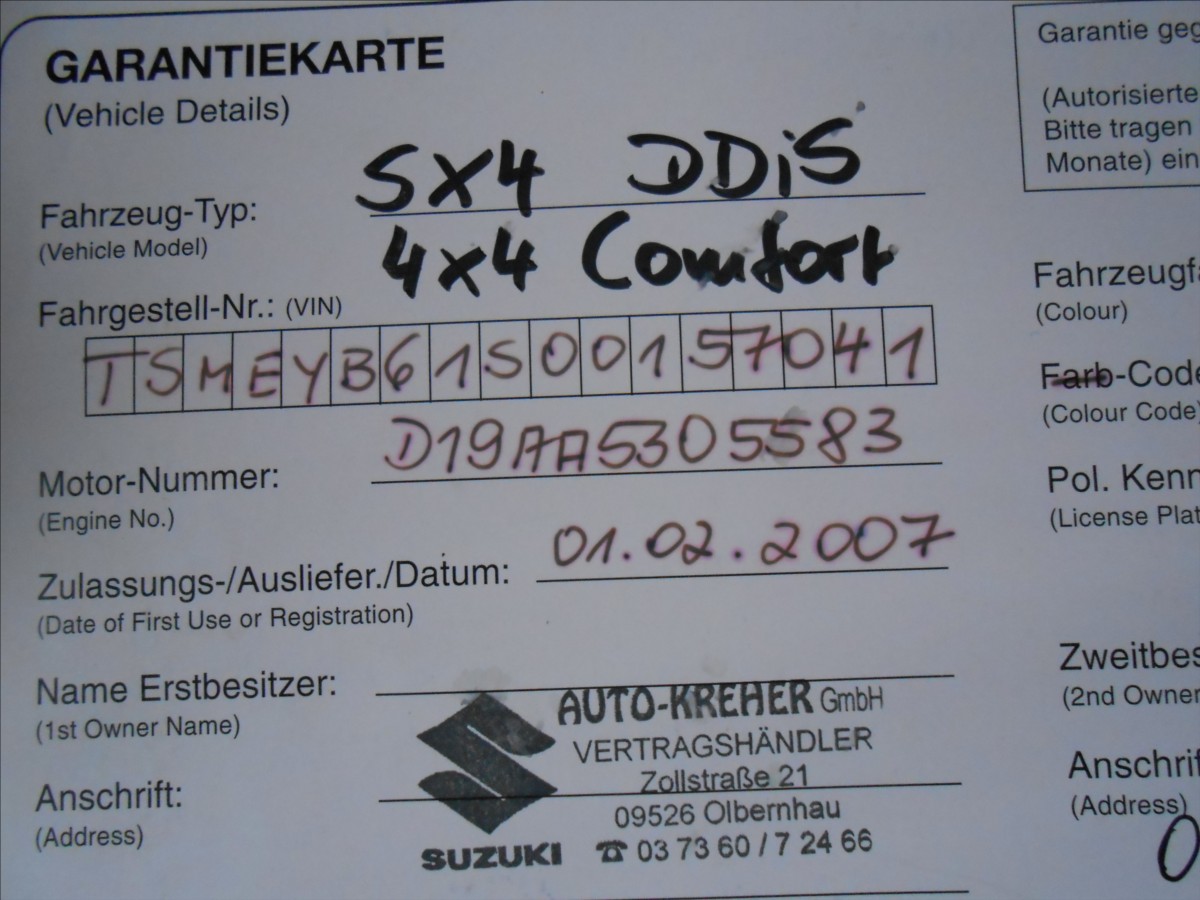 GARANTIEKARTE
(Vehicle Details)
Fahrzeug-Typ: SX4 DDiS
(Vehicle Model) 4x4 Comfort
Fahrgestell-Nr.: (VIN)
TSMEYB61S00157041
Motor-Nummer: D19AA5305583
(Engine No.)
Zulassungs-/Ausliefer./Datum: 01.02.2007
(Date of First Use or Registration)
Name Erstbesitzer:
(1st Owner Name)
Anschrift:
(Address)
AUTO-KREHER GmbH
VERTRAGSHÄNDLER
Zollstraße 21
09526 Olbernhau
SUZUKI ☎ 03 73 60 / 7 24 66
Garantie geg
(Autorisierte
Bitte tragen
Monate) ein
Fahrzeugfa
(Colour)
Farb-Code
(Colour Code)
Pol. Kenn
(License Plat
Zweitbes
(2nd Owner
Anschrif
(Address)